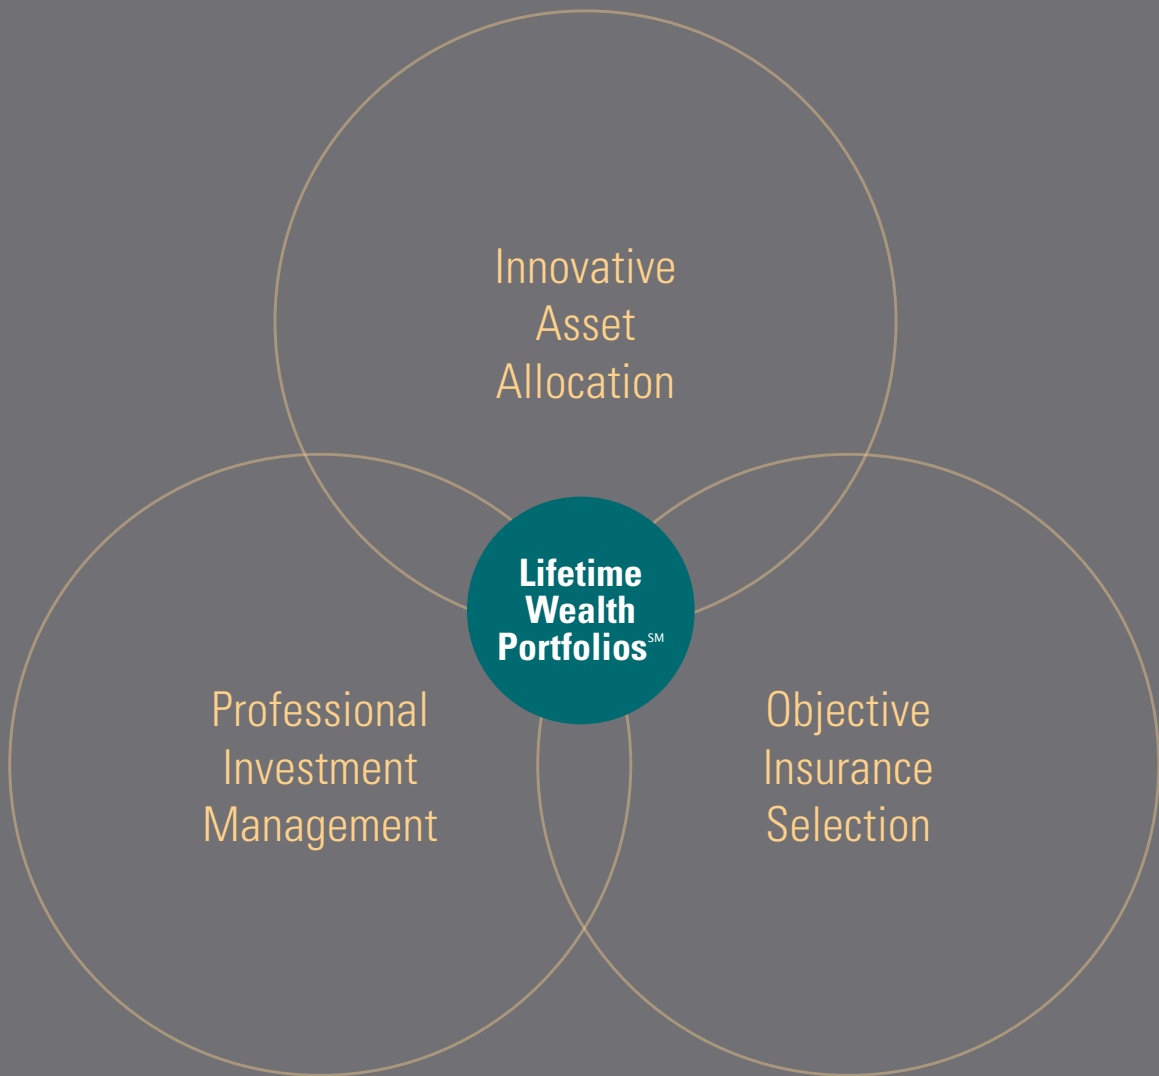 Innovative
Asset
Allocation
Lifetime
Wealth
Portfolios℠
Professional
Investment
Management
Objective
Insurance
Selection